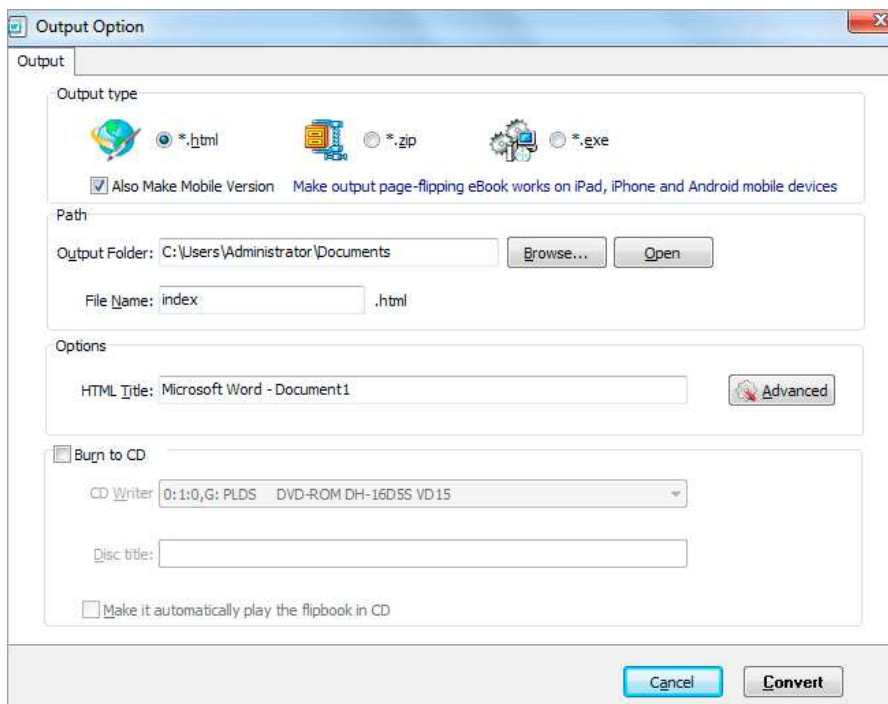 Output Option
Output
Output type
*.html
*.zip
*.exe
Also Make Mobile Version Make output page-flipping eBook works on iPad, iPhone and Android mobile devices
Path
Output Folder: C:\Users\Administrator\Documents Browse... Open
File Name: index .html
Options
HTML Title: Microsoft Word - Document1 Advanced
Burn to CD
CD Writer 0:1:0,G: PLDS DVD-ROM DH-16D5S VD15
Disc title:
Make it automatically play the flipbook in CD
Cancel Convert